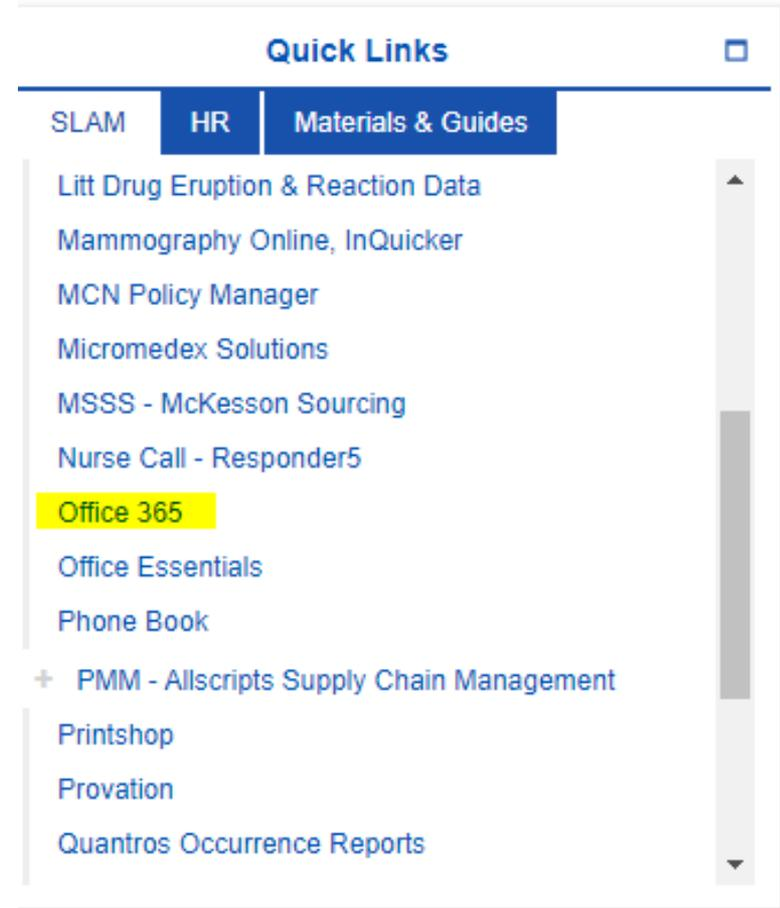 Quick Links
SLAM HR Materials & Guides
Litt Drug Eruption & Reaction Data
Mammography Online, InQuicker
MCN Policy Manager
Micromedex Solutions
MSSS - McKesson Sourcing
Nurse Call - Responder5
Office 365
Office Essentials
Phone Book
PMM - Allscripts Supply Chain Management
Printshop
Provation
Quantros Occurrence Reports